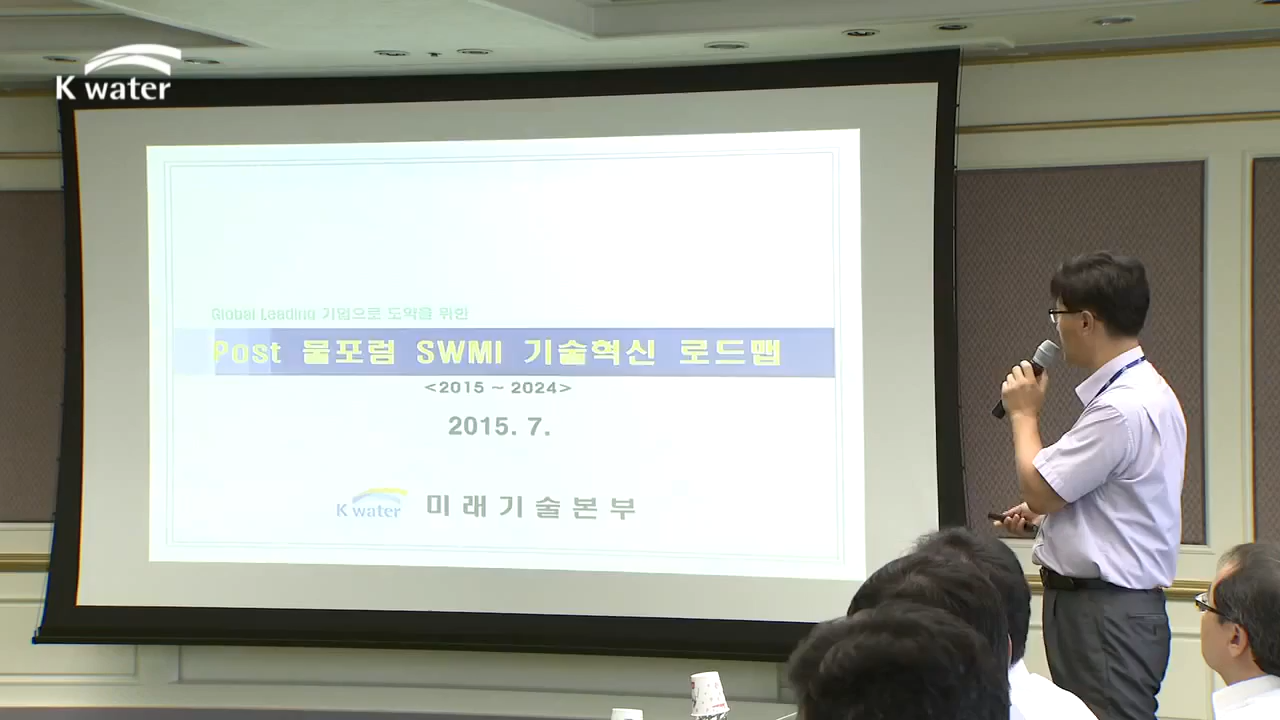 K water
Global Leading 기업으로 도약을 위한
Post 물포럼 SWMI 기술혁신 로드맵
<2015 ~ 2024>
2015. 7.
K water 미래기술본부